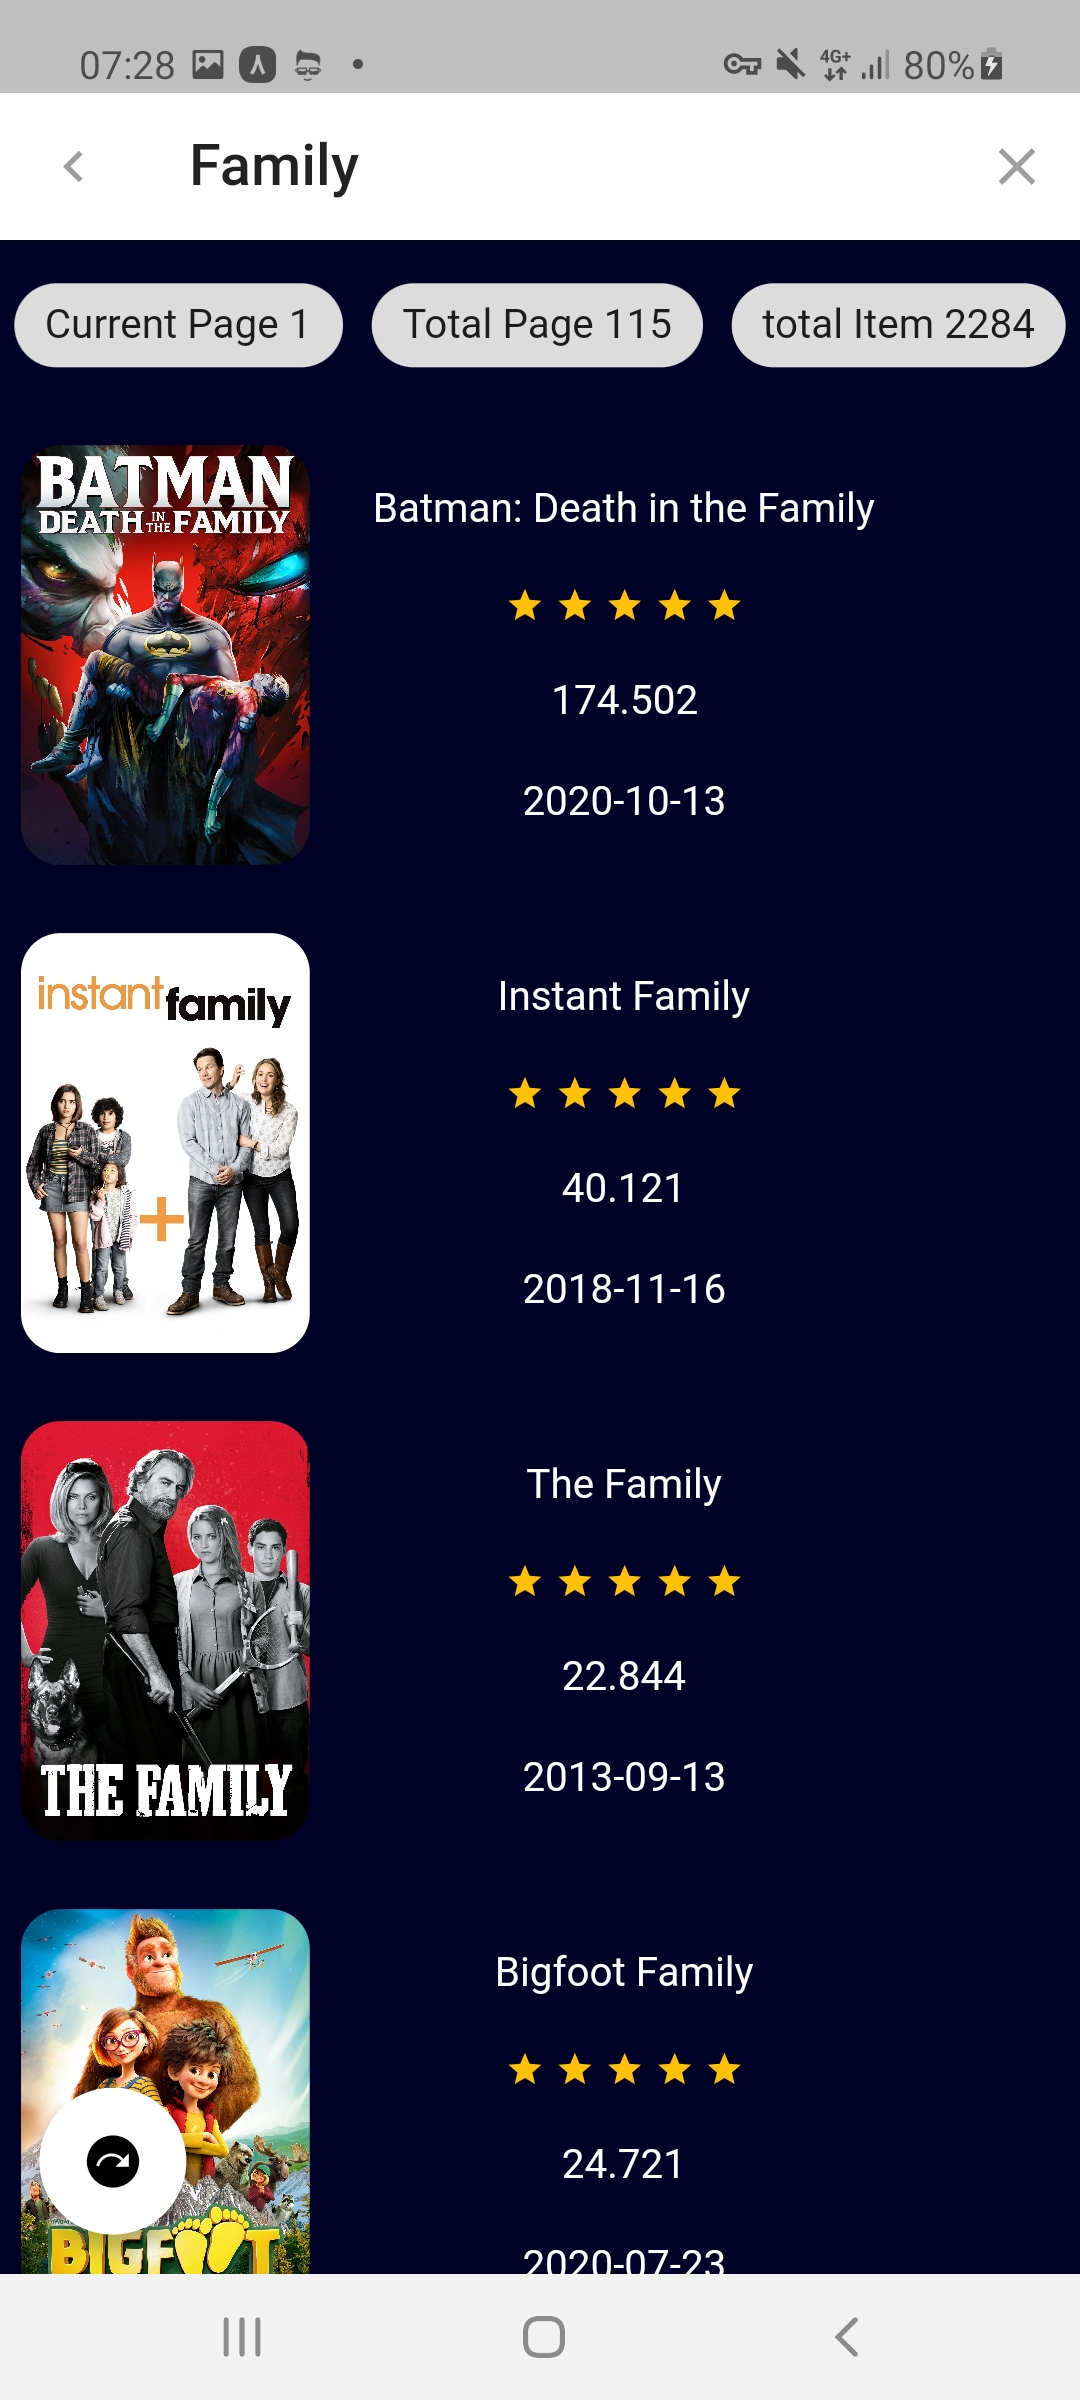 07:28
4G+
80%
Family
Current Page 1
Total Page 115
total Item 2284
BATMAN
DEATH IN THE FAMILY
Batman: Death in the Family
174.502
2020-10-13
instant family
Instant Family
40.121
2018-11-16
The Family
22.844
2013-09-13
THE FAMILY
Bigfoot Family
24.721
BIGFOOT
2020-07-23